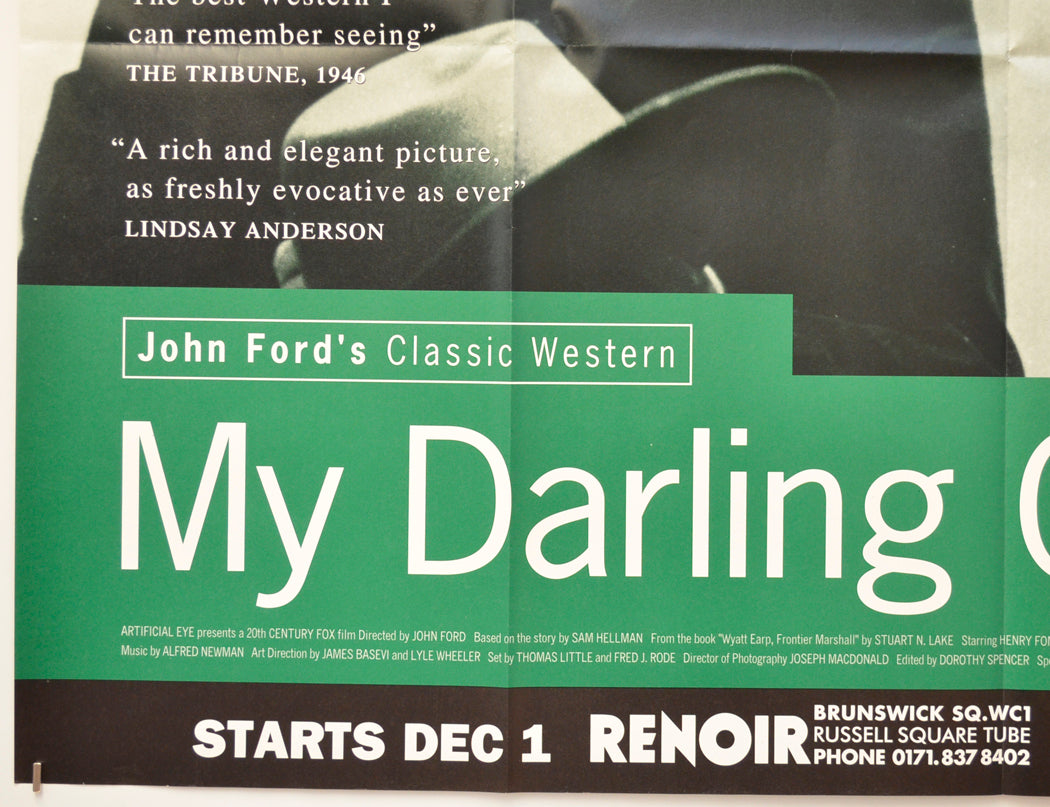 "The best Western I
can remember seeing"
THE TRIBUNE, 1946
"A rich and elegant picture,
as freshly evocative as ever"
LINDSAY ANDERSON
John Ford's Classic Western
My Darling
ARTIFICIAL EYE presents a 20th CENTURY FOX film Directed by JOHN FORD Based on the story by SAM HELLMAN From the book "Wyatt Earp, Frontier Marshall" by STUART N. LAKE Starring HENRY
Music by ALFRED NEWMAN Art Direction by JAMES BASEVI and LYLE WHEELER Set by THOMAS LITTLE and FRED J. RODE Director of Photography JOSEPH MACDONALD Edited by DOROTHY SPENCER
STARTS DEC 1 RENOIR
BRUNSWICK SQ.WC1
RUSSELL SQUARE TUBE
PHONE 0171.837 8402